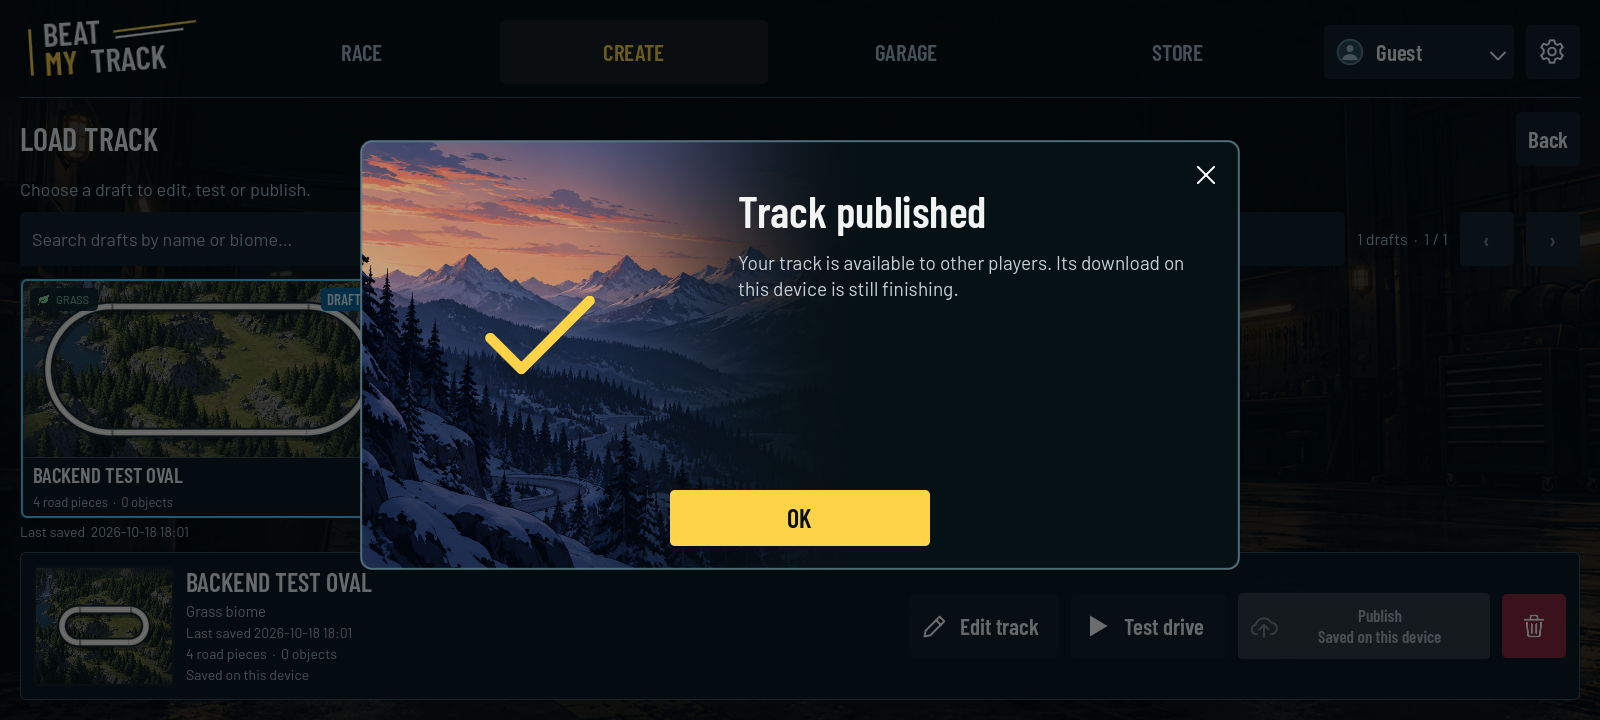 BEAT
MY TRACK
RACE
CREATE
GARAGE
STORE
Guest
LOAD TRACK
Back
Choose a draft to edit, test or publish.
Search drafts by name or biome...
1 drafts · 1 / 1
‹
›
GRASS
DRAFT
BACKEND TEST OVAL
4 road pieces · 0 objects
Last saved 2026-10-18 18:01
Track published
Your track is available to other players. Its download on
this device is still finishing.
OK
BACKEND TEST OVAL
Grass biome
Last saved 2026-10-18 18:01
4 road pieces · 0 objects
Saved on this device
Edit track
Test drive
Publish
Saved on this device